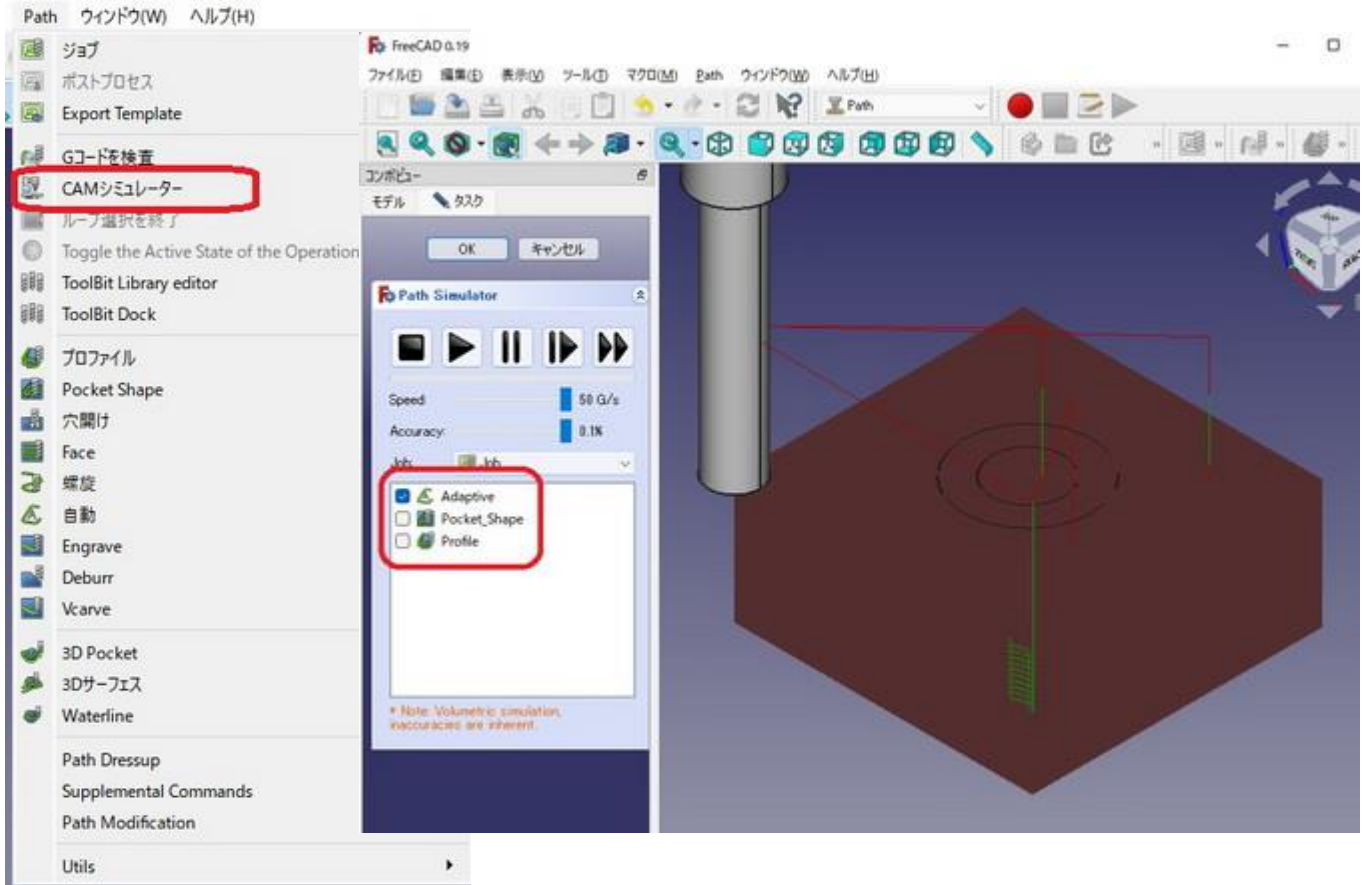 Path ウィンドウ(W) ヘルプ(H)
ジョブ
ポストプロセス
Export Template
Gコードを検査
CAMシミュレーター
ループ選択を終了
Toggle the Active State of the Operation
ToolBit Library editor
ToolBit Dock
プロファイル
Pocket Shape
穴開け
Face
螺旋
自動
Engrave
Deburr
Vcarve
3D Pocket
3Dサーフェス
Waterline
Path Dressup
Supplemental Commands
Path Modification
Utils
FreeCAD 0.19
ファイル(F) 編集(E) 表示(V) ツール(T) マクロ(M) Path ウィンドウ(W) ヘルプ(H)
Path
コンボビュー
モデル タスク
OK キャンセル
Path Simulator
Speed 50 G/s
Accuracy: 0.1%
Job: Job
Adaptive
Pocket_Shape
Profile
* Note: Volumetric simulation,
inaccuracies are inherent.